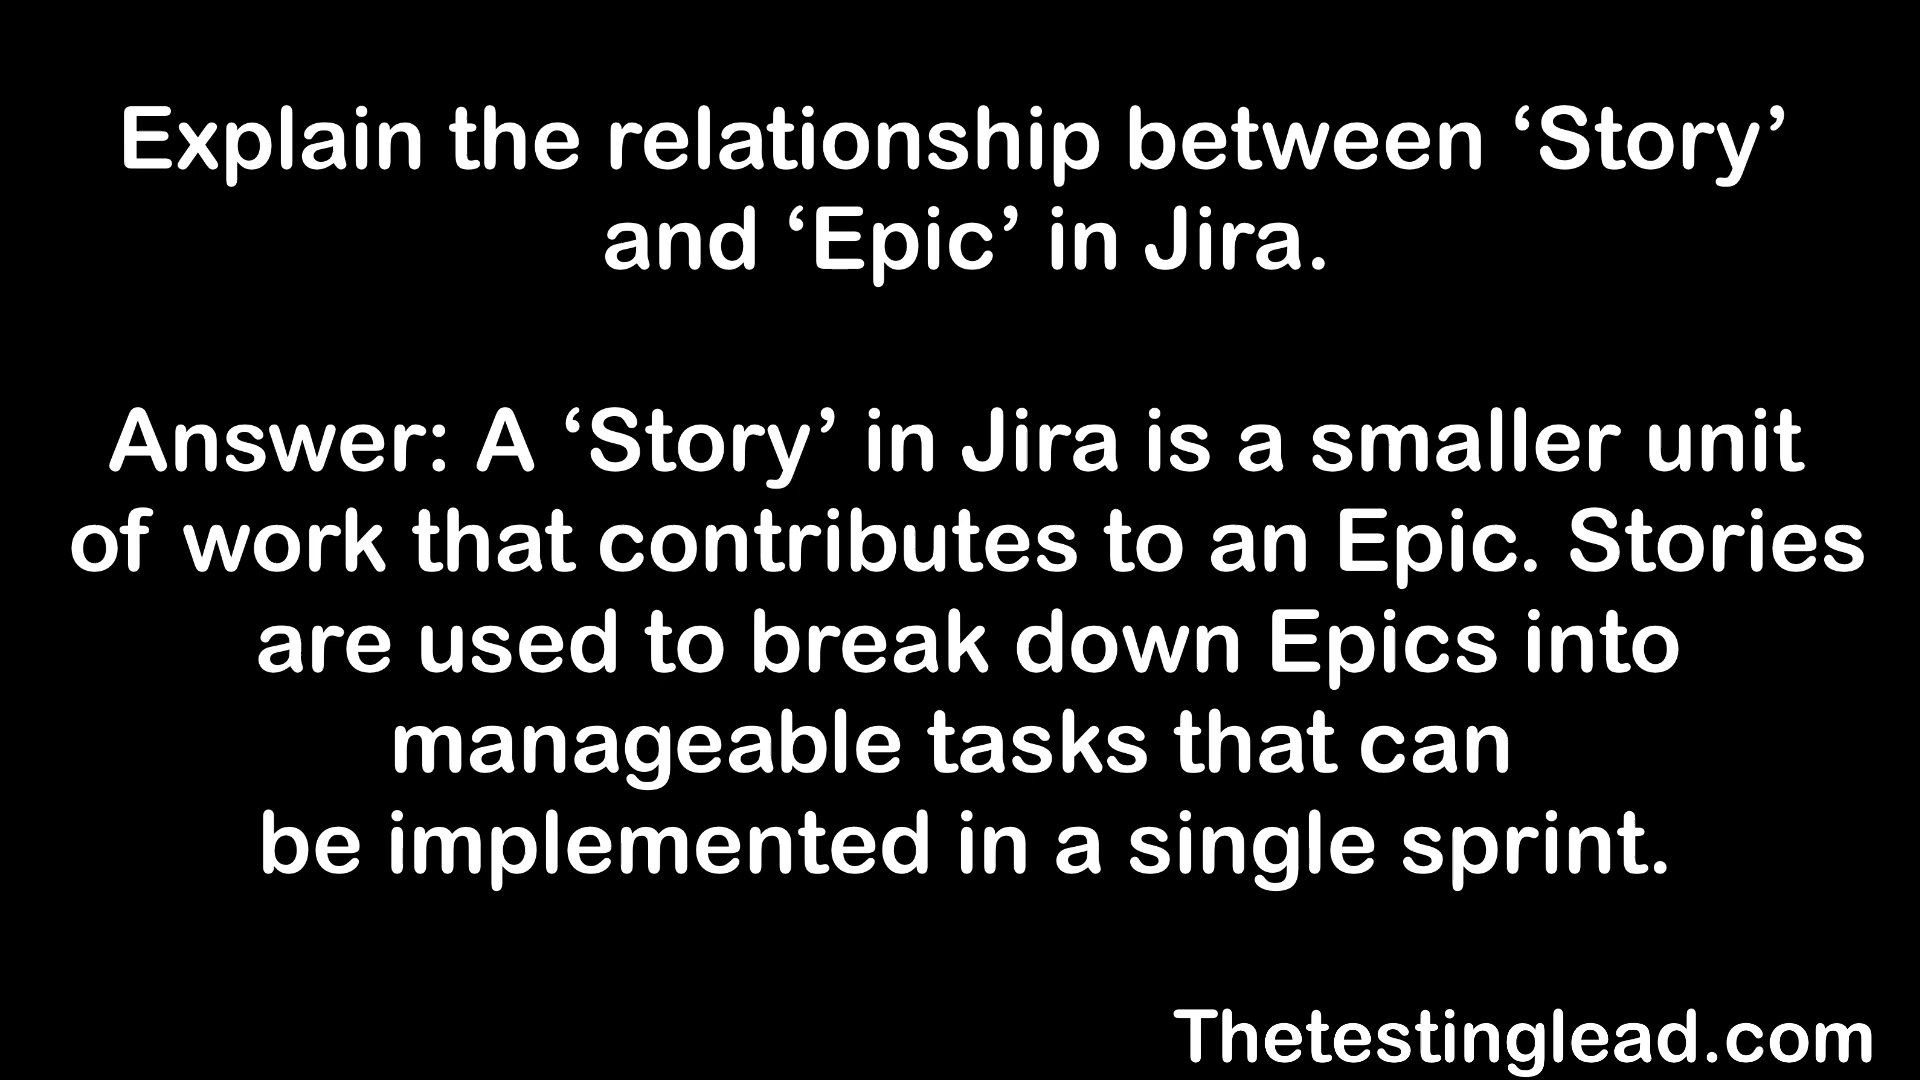 Explain the relationship between ‘Story’
and ‘Epic’ in Jira.
Answer: A ‘Story’ in Jira is a smaller unit
of work that contributes to an Epic. Stories
are used to break down Epics into
manageable tasks that can
be implemented in a single sprint.
Thetestinglead.com